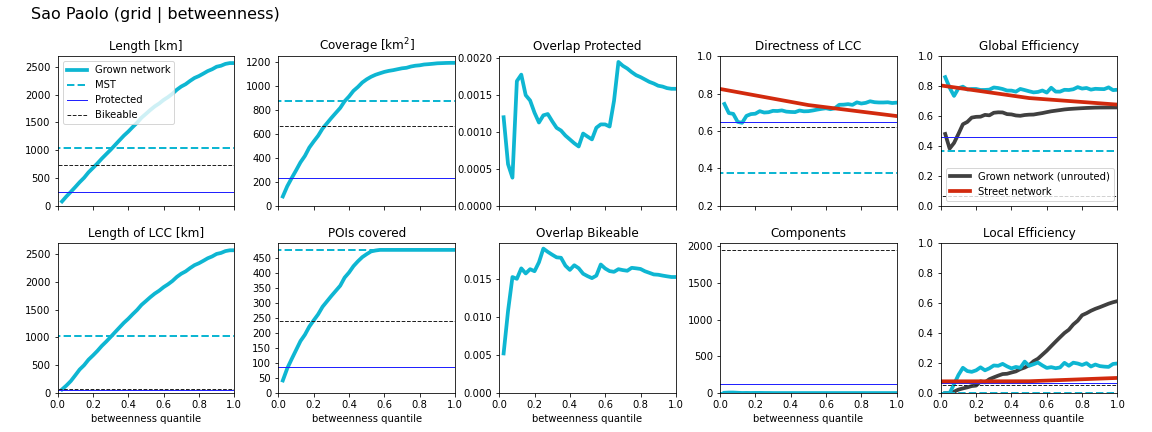 Sao Paolo (grid | betweenness)
Length [km]
Coverage [km²]
Overlap Protected
Directness of LCC
Global Efficiency
Grown network
MST
Protected
Bikeable
2500
2000
1500
1000
500
0
1200
1000
800
600
400
200
0
0.0020
0.0015
0.0010
0.0005
0.0000
1.0
0.8
0.6
0.4
0.2
1.0
0.8
0.6
0.4
0.2
0.0
Grown network (unrouted)
Street network
Length of LCC [km]
POIs covered
Overlap Bikeable
Components
Local Efficiency
2500
2000
1500
1000
500
0
450
400
350
300
250
200
150
100
50
0.015
0.010
0.005
0.000
2000
1500
1000
500
0
1.0
0.8
0.6
0.4
0.2
0.0
0.0 0.2 0.4 0.6 0.8 1.0
0.0 0.2 0.4 0.6 0.8 1.0
0.0 0.2 0.4 0.6 0.8 1.0
0.0 0.2 0.4 0.6 0.8 1.0
0.0 0.2 0.4 0.6 0.8 1.0
betweenness quantile
betweenness quantile
betweenness quantile
betweenness quantile
betweenness quantile